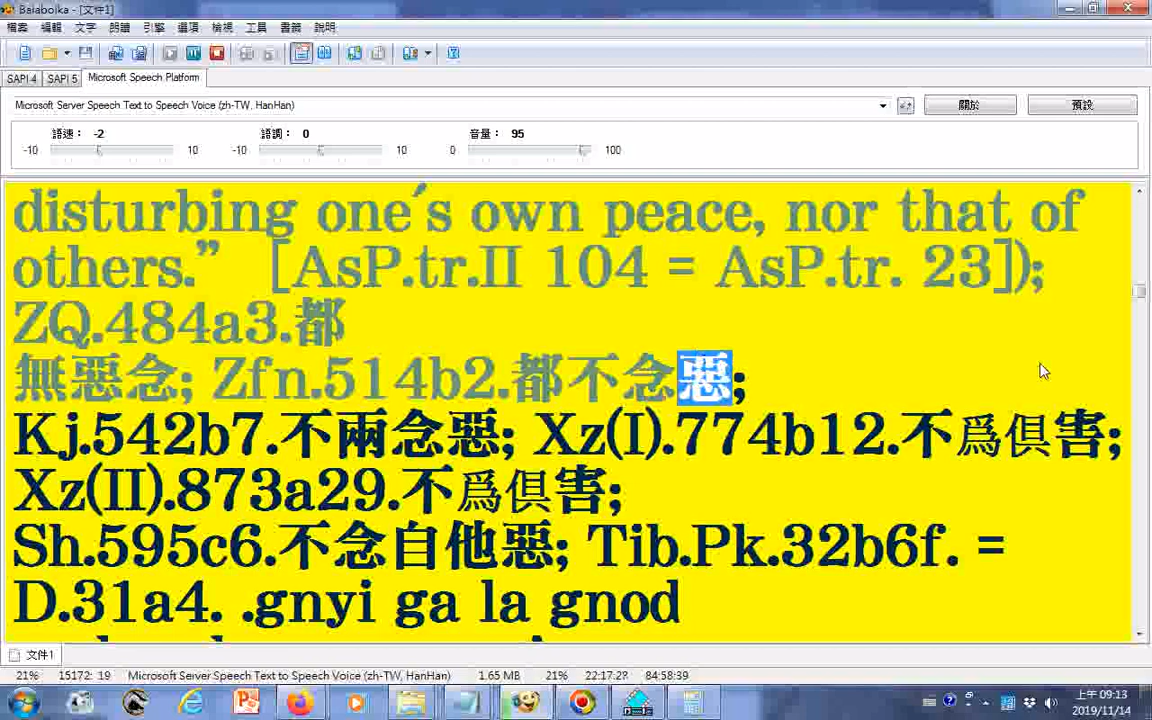 Balabolka - [文件1]
檔案 編輯 文字 朗讀 引擎 選項 檢視 工具 書籤 說明
SAPI 4 SAPI 5 Microsoft Speech Platform
Microsoft Server Speech Text to Speech Voice (zh-TW, HanHan) 關於 預設
語速： -2 語調： 0 音量： 95
-10 10 -10 10 0 100
disturbing one's own peace, nor that of
others.” [AsP.tr.II 104 = AsP.tr. 23]);
ZQ.484a3.都
無惡念; Zfn.514b2.都不念惡;
Kj.542b7.不兩念惡; Xz(I).774b12.不爲俱害;
Xz(II).873a29.不爲俱害;
Sh.595c6.不念自他惡; Tib.Pk.32b6f. =
D.31a4. .gnyi ga la gnod
文件1
21% 15172: 19 Microsoft Server Speech Text to Speech Voice (zh-TW, HanHan) 1.65 MB 21% 22:17:28 84:58:39
上午 09:13
2019/11/14